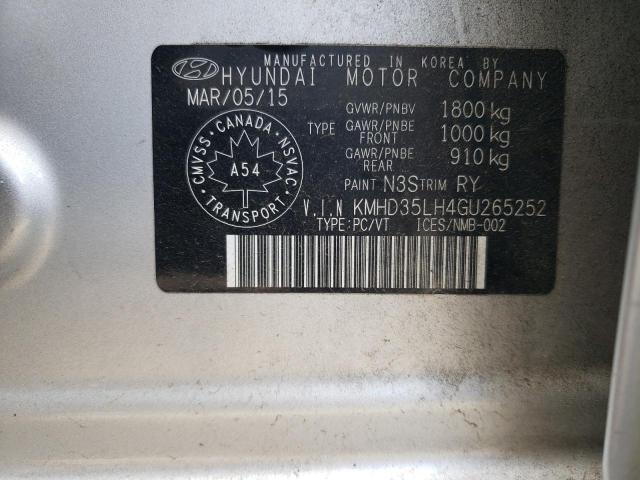 MANUFACTURED IN KOREA BY
HYUNDAI MOTOR COMPANY
MAR/05/15
GVWR/PNBV 1800 kg
TYPE GAWR/PNBE FRONT 1000 kg
GAWR/PNBE REAR 910 kg
CMVSS · CANADA · NSVAC
A54
TRANSPORT
PAINT N3S TRIM RY
V.I.N KMHD35LH4GU265252
TYPE:PC/VT ICES/NMB-002